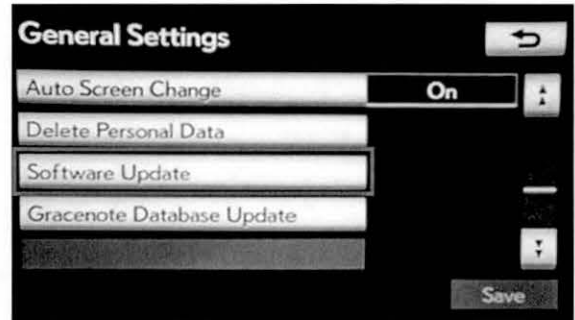 General Settings
Auto Screen Change
On
Delete Personal Data
Software Update
Gracenote Database Update
Save